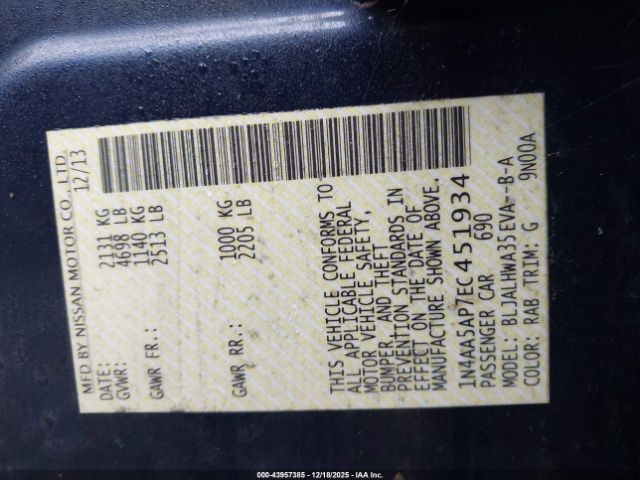 MFD BY NISSAN MOTOR CO., LTD.
DATE: 12/13
GVWR: 2131 KG
4698 LB
GAWR FR.: 1140 KG
2513 LB
GAWR RR.: 1000 KG
2205 LB
THIS VEHICLE CONFORMS TO
ALL APPLICABLE FEDERAL
MOTOR VEHICLE SAFETY,
BUMPER, AND THEFT
PREVENTION STANDARDS IN
EFFECT ON THE DATE OF
MANUFACTURE SHOWN ABOVE.
1N4AA5AP7EC451934
PASSENGER CAR 690
MODEL: BLJALHWA35EVA--B-A
COLOR: RAB TRIM: G 9N00A
000-43957385 - 12/18/2025 - IAA Inc.